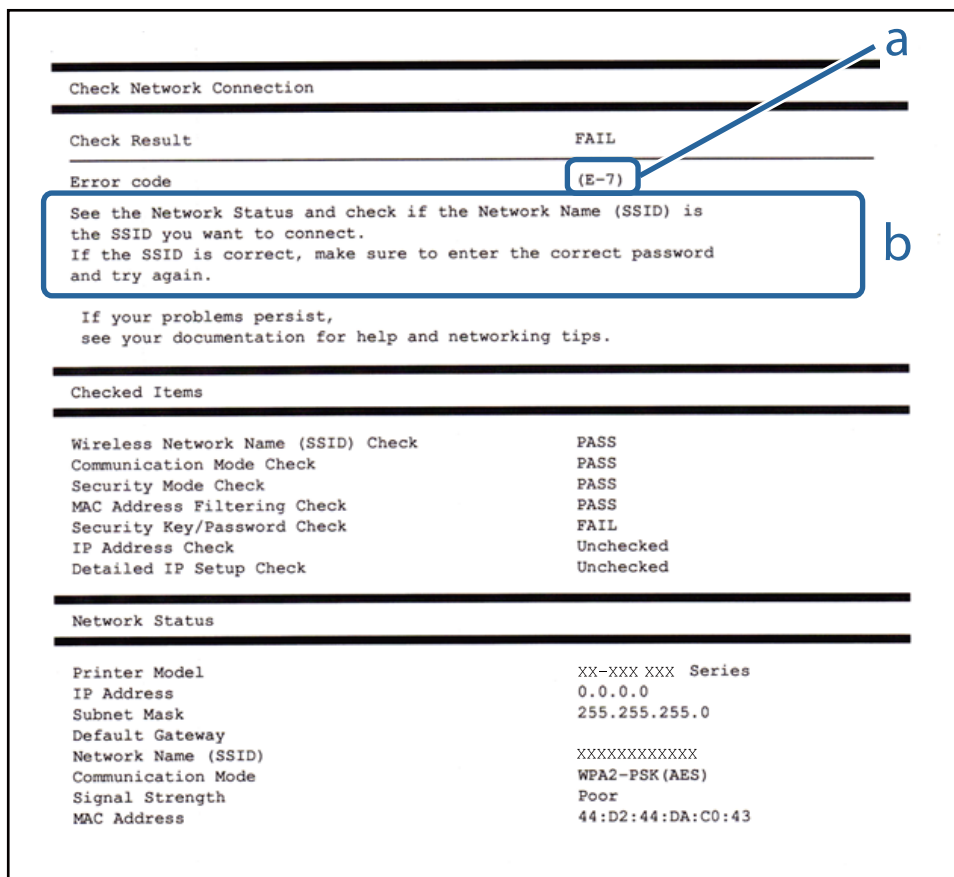 a
Check Network Connection
Check Result FAIL
Error code (E-7)
See the Network Status and check if the Network Name (SSID) is
the SSID you want to connect.
If the SSID is correct, make sure to enter the correct password
and try again.
b
If your problems persist,
see your documentation for help and networking tips.
Checked Items
Wireless Network Name (SSID) Check PASS
Communication Mode Check PASS
Security Mode Check PASS
MAC Address Filtering Check PASS
Security Key/Password Check FAIL
IP Address Check Unchecked
Detailed IP Setup Check Unchecked
Network Status
Printer Model XX-XXX XXX Series
IP Address 0.0.0.0
Subnet Mask 255.255.255.0
Default Gateway
Network Name (SSID) XXXXXXXXXXXX
Communication Mode WPA2-PSK(AES)
Signal Strength Poor
MAC Address 44:D2:44:DA:C0:43